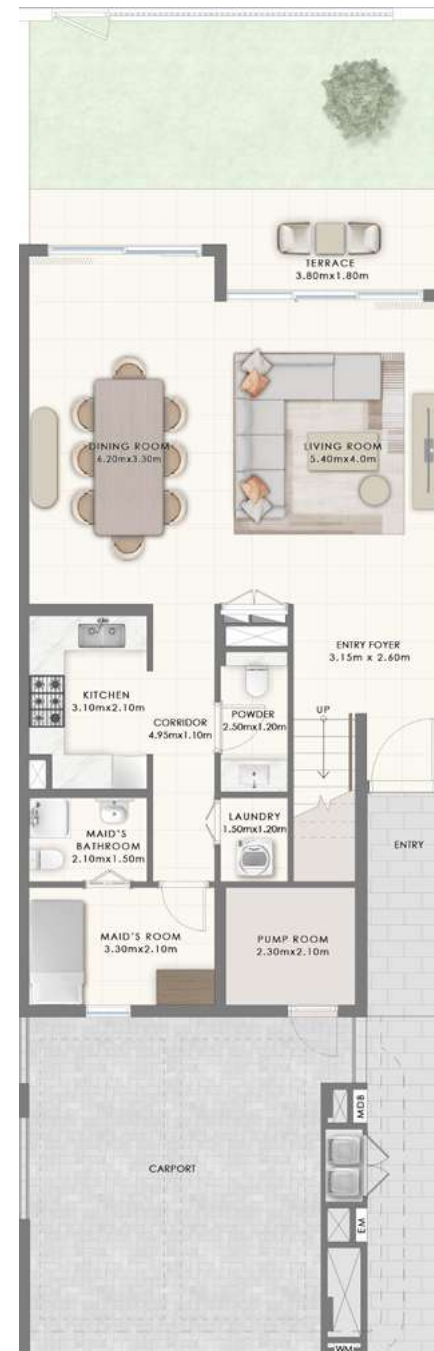 TERRACE
3.80mx1.80m
DINING ROOM
6.20mx3.30m
LIVING ROOM
5.40mx4.0m
ENTRY FOYER
3.15m x 2.60m
KITCHEN
3.10mx2.10m
CORRIDOR
4.95mx1.10m
POWDER
2.50mx1.20m
UP
LAUNDRY
1.50mx1.20m
MAID'S
BATHROOM
2.10mx1.50m
ENTRY
MAID'S ROOM
3.30mx2.10m
PUMP ROOM
2.30mx2.10m
MDB
CARPORT
EM
WM